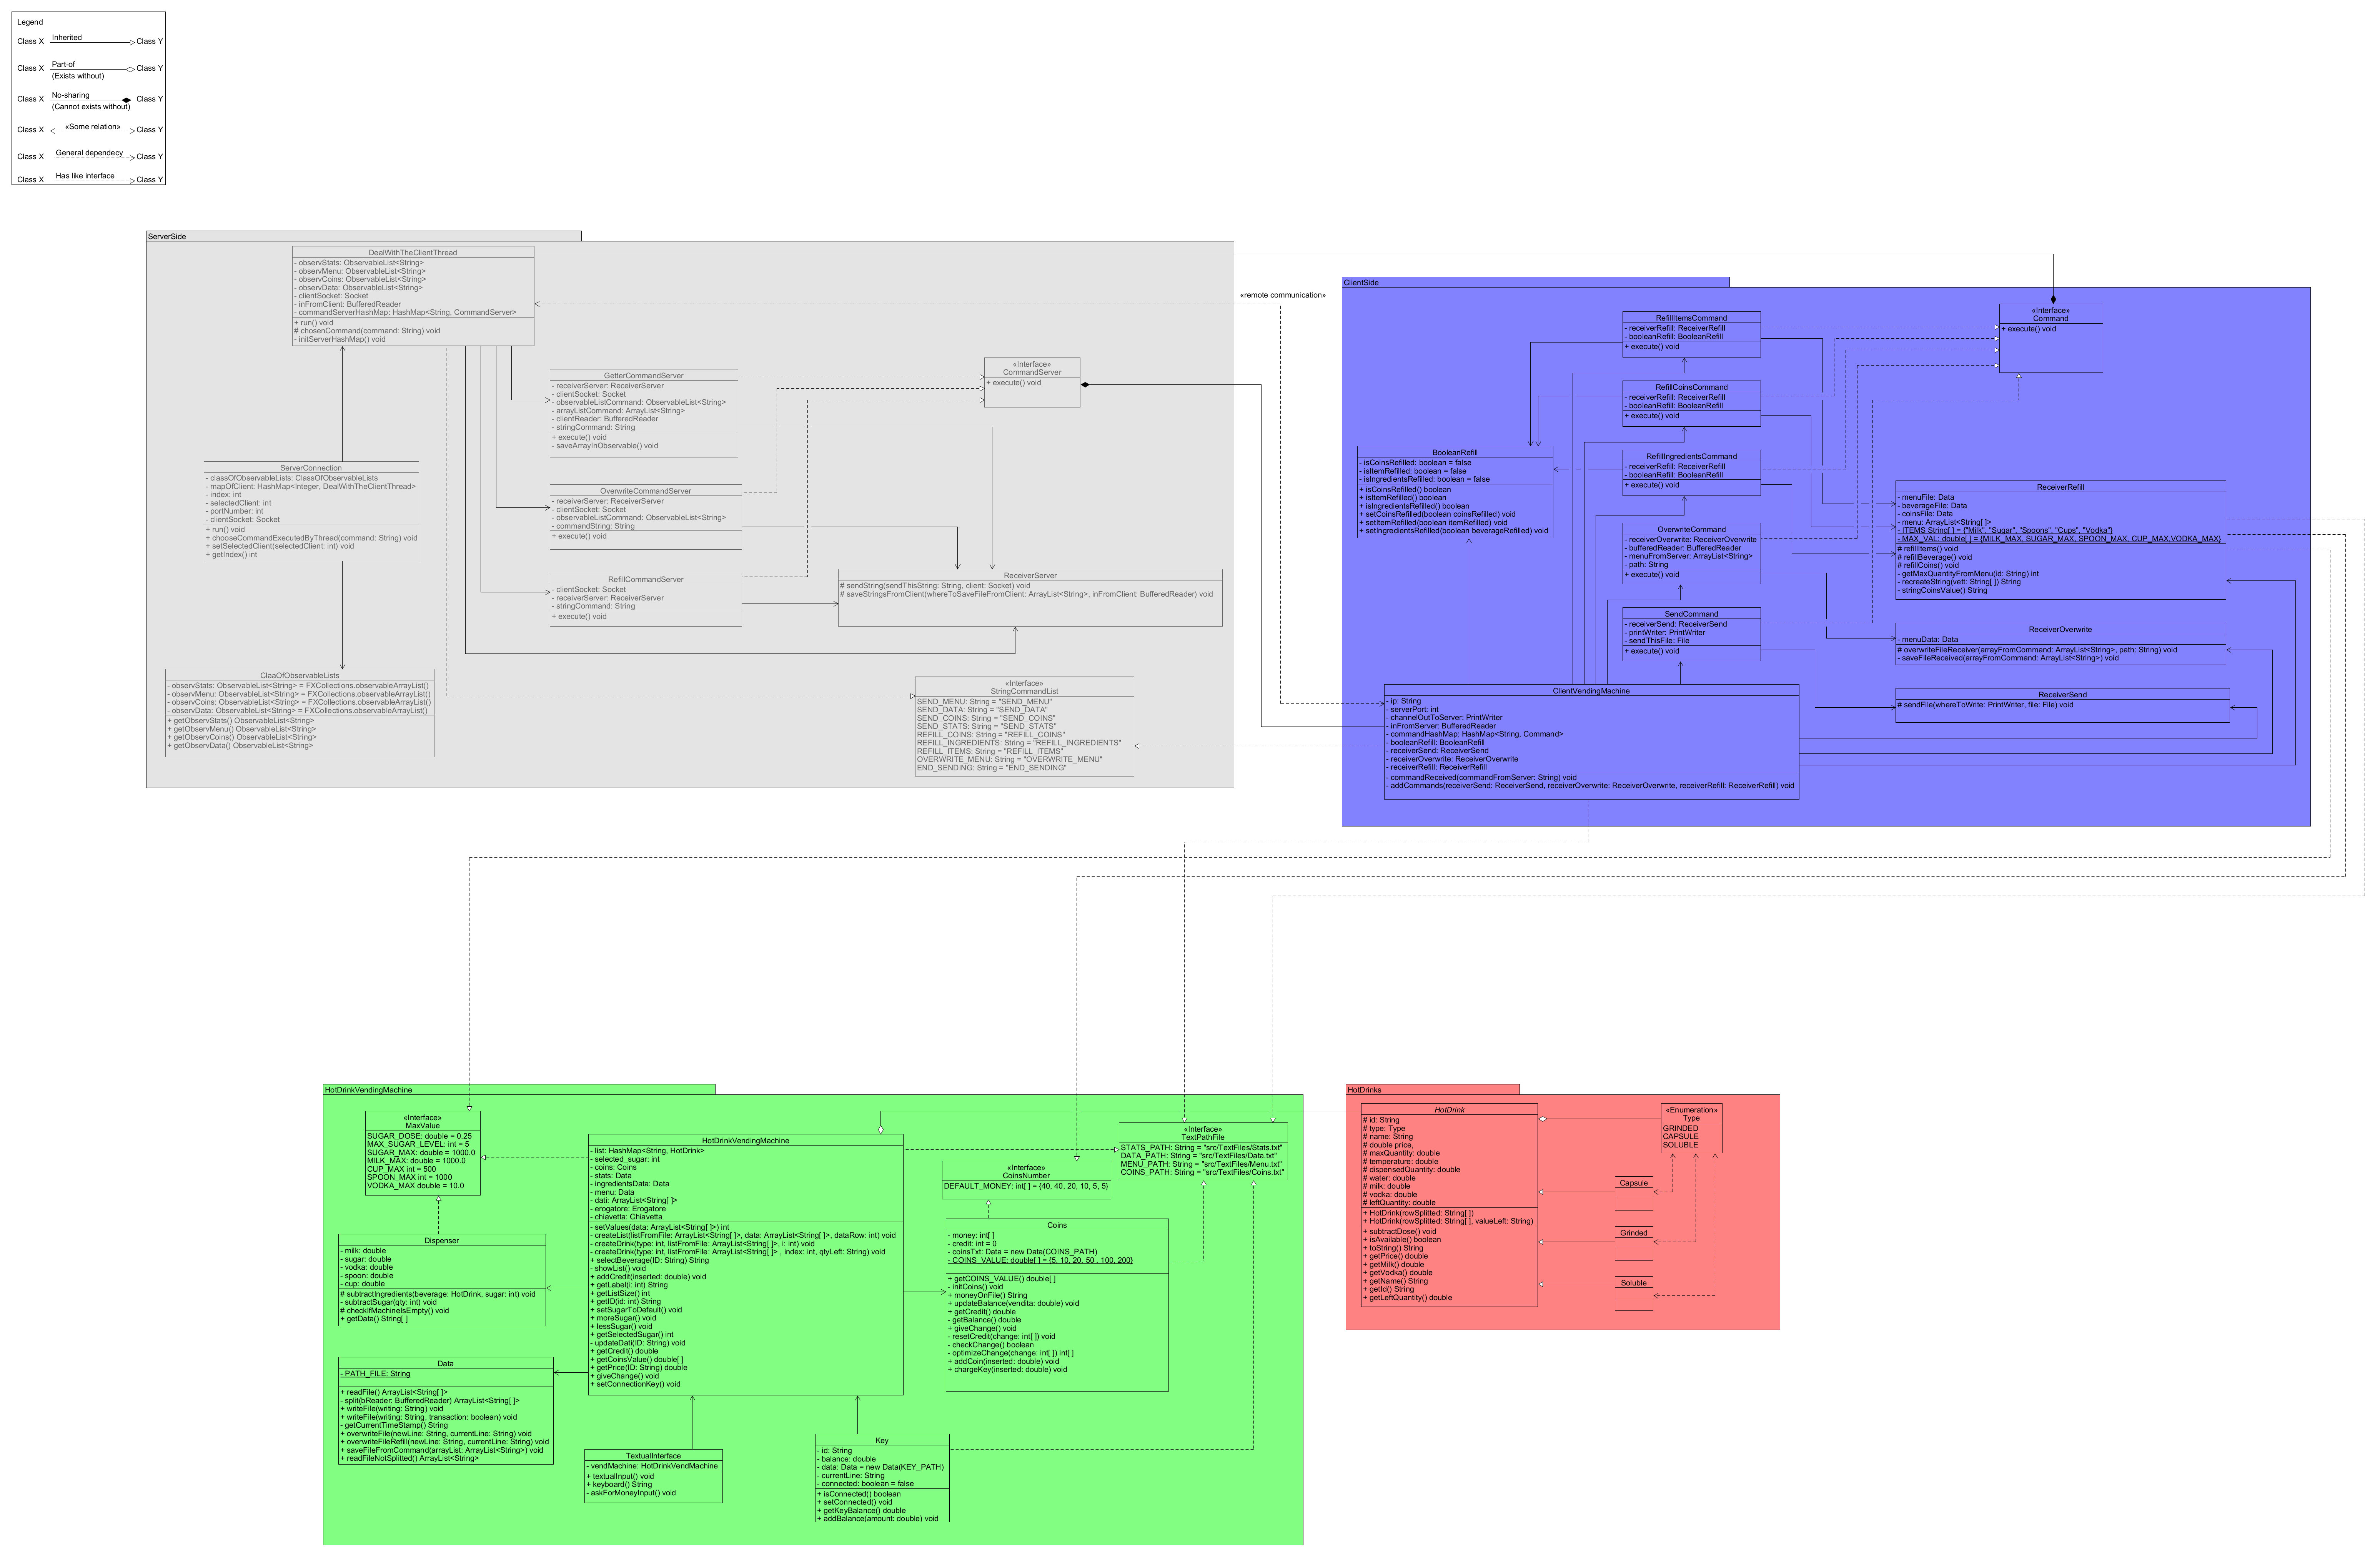 Legend
Class X Inherited Class Y
Class X Part-of Class Y
(Exists without)
Class X No-sharing Class Y
(Cannot exists without)
Class X «Some relation» Class Y
Class X General dependecy Class Y
Class X Has like interface Class Y
ServerSide
DealWithTheClientThread
- observStats: ObservableList<String>
- observMenu: ObservableList<String>
- observCoins: ObservableList<String>
- observData: ObservableList<String>
- clientSocket: Socket
- inFromClient: BufferedReader
- commandServerHashMap: HashMap<String, CommandServer>
+ run() void
# chosenCommand(command: String) void
- initServerHashMap() void
GetterCommandServer
- receiverServer: ReceiverServer
- clientSocket: Socket
- observableListCommand: ObservableList<String>
- arrayListCommand: ArrayList<String>
- clientReader: BufferedReader
- stringCommand: String
+ execute() void
- saveArrayInObservable() void
«Interface»
CommandServer
+ execute() void
ServerConnection
- classOfObservableLists: ClassOfObservableLists
- mapOfClient: HashMap<Integer, DealWithTheClientThread>
- index: int
- selectedClient: int
- portNumber: int
- clientSocket: Socket
+ run() void
+ chooseCommandExecutedByThread(command: String) void
+ setSelectedClient(selectedClient: int) void
+ getIndex() int
OverwriteCommandServer
- receiverServer: ReceiverServer
- clientSocket: Socket
- observableListCommand: ObservableList<String>
- commandString: String
+ execute() void
RefillCommandServer
- clientSocket: Socket
- receiverServer: ReceiverServer
- stringCommand: String
+ execute() void
ReceiverServer
# sendString(sendThisString: String, client: Socket) void
# saveStringsFromClient(whereToSaveFileFromClient: ArrayList<String>, inFromClient: BufferedReader) void
ClaaOfObservableLists
- observStats: ObservableList<String> = FXCollections.observableArrayList()
- observMenu: ObservableList<String> = FXCollections.observableArrayList()
- observCoins: ObservableList<String> = FXCollections.observableArrayList()
- observData: ObservableList<String> = FXCollections.observableArrayList()
+ getObservStats() ObservableList<String>
+ getObservMenu() ObservableList<String>
+ getObservCoins() ObservableList<String>
+ getObservData() ObservableList<String>
«Interface»
StringCommandList
SEND_MENU: String = "SEND_MENU"
SEND_DATA: String = "SEND_DATA"
SEND_COINS: String = "SEND_COINS"
SEND_STATS: String = "SEND_STATS"
REFILL_COINS: String = "REFILL_COINS"
REFILL_INGREDIENTS: String = "REFILL_INGREDIENTS"
REFILL_ITEMS: String = "REFILL_ITEMS"
OVERWRITE_MENU: String = "OVERWRITE_MENU"
END_SENDING: String = "END_SENDING"
«remote communication»
ClientSide
RefillItemsCommand
- receiverRefill: ReceiverRefill
- booleanRefill: BooleanRefill
+ execute() void
«Interface»
Command
+ execute() void
RefillCoinsCommand
- receiverRefill: ReceiverRefill
- booleanRefill: BooleanRefill
+ execute() void
BooleanRefill
- isCoinsRefilled: boolean = false
- isItemRefilled: boolean = false
- isIngredientsRefilled: boolean = false
+ isCoinsRefilled() boolean
+ isItemRefilled() boolean
+ isIngredientsRefilled() boolean
+ setCoinsRefilled(boolean coinsRefilled) void
+ setItemRefilled(boolean itemRefilled) void
+ setIngredientsRefilled(boolean beverageRefilled) void
RefillIngredientsCommand
- receiverRefill: ReceiverRefill
- booleanRefill: BooleanRefill
+ execute() void
ReceiverRefill
- menuFile: Data
- beverageFile: Data
- coinsFile: Data
- menu: ArrayList<String[ ]>
- ITEMS String[ ] = {"Milk", "Sugar", "Spoons", "Cups", "Vodka"}
- MAX_VAL: double[ ] = {MILK_MAX, SUGAR_MAX, SPOON_MAX, CUP_MAX,VODKA_MAX}
# refillItems() void
# refillBeverage() void
# refillCoins() void
- getMaxQuantityFromMenu(id: String) int
- recreateString(vett: String[ ]) String
- stringCoinsValue() String
OverwriteCommand
- receiverOverwrite: ReceiverOverwrite
- bufferedReader: BufferedReader
- menuFromServer: ArrayList<String>
- path: String
+ execute() void
SendCommand
- receiverSend: ReceiverSend
- printWriter: PrintWriter
- sendThisFile: File
+ execute() void
ReceiverOverwrite
- menuData: Data
# overwriteFileReceiver(arrayFromCommand: ArrayList<String>, path: String) void
- saveFileReceived(arrayFromCommand: ArrayList<String>) void
ReceiverSend
# sendFile(whereToWrite: PrintWriter, file: File) void
ClientVendingMachine
- ip: String
- serverPort: int
- channelOutToServer: PrintWriter
- inFromServer: BufferedReader
- commandHashMap: HashMap<String, Command>
- booleanRefill: BooleanRefill
- receiverSend: ReceiverSend
- receiverOverwrite: ReceiverOverwrite
- receiverRefill: ReceiverRefill
- commandReceived(commandFromServer: String) void
- addCommands(receiverSend: ReceiverSend, receiverOverwrite: ReceiverOverwrite, receiverRefill: ReceiverRefill) void
HotDrinkVendingMachine
«Interface»
MaxValue
SUGAR_DOSE: double = 0.25
MAX_SUGAR_LEVEL: int = 5
SUGAR_MAX: double = 1000.0
MILK_MAX: double = 1000.0
CUP_MAX int = 500
SPOON_MAX int = 1000
VODKA_MAX double = 10.0
HotDrinkVendingMachine
- list: HashMap<String, HotDrink>
- selected_sugar: int
- coins: Coins
- stats: Data
- ingredientsData: Data
- menu: Data
- dati: ArrayList<String[ ]>
- erogatore: Erogatore
- chiavetta: Chiavetta
- setValues(data: ArrayList<String[ ]>) int
- createList(listFromFile: ArrayList<String[ ]>, data: ArrayList<String[ ]>, dataRow: int) void
- createDrink(type: int, listFromFile: ArrayList<String[ ]>, i: int) void
- createDrink(type: int, listFromFile: ArrayList<String[ ]> , index: int, qtyLeft: String) void
+ selectBeverage(ID: String) String
- showList() void
+ addCredit(inserted: double) void
+ getLabel(i: int) String
+ getListSize() int
+ getID(id: int) String
+ setSugarToDefault() void
+ moreSugar() void
+ lessSugar() void
+ getSelectedSugar() int
- updateDati(ID: String) void
+ getCredit() double
+ getCoinsValue() double[ ]
+ getPrice(ID: String) double
+ giveChange() void
+ setConnectionKey() void
«Interface»
TextPathFile
STATS_PATH: String = "src/TextFiles/Stats.txt"
DATA_PATH: String = "src/TextFiles/Data.txt"
MENU_PATH: String = "src/TextFiles/Menu.txt"
COINS_PATH: String = "src/TextFiles/Coins.txt"
«Interface»
CoinsNumber
DEFAULT_MONEY: int[ ] = {40, 40, 20, 10, 5, 5}
Dispenser
- milk: double
- sugar: double
- vodka: double
- spoon: double
- cup: double
# subtractIngredients(beverage: HotDrink, sugar: int) void
- subtractSugar(qty: int) void
# checkIfMachineIsEmpty() void
+ getData() String[ ]
Coins
- money: int[ ]
- credit: int = 0
- coinsTxt: Data = new Data(COINS_PATH)
- COINS_VALUE: double[ ] = {5, 10, 20, 50 , 100, 200}
+ getCOINS_VALUE() double[ ]
- initCoins() void
+ moneyOnFile() String
+ updateBalance(vendita: double) void
+ getCredit() double
- getBalance() double
+ giveChange() void
- resetCredit(change: int[ ]) void
- checkChange() boolean
- optimizeChange(change: int[ ]) int[ ]
+ addCoin(inserted: double) void
+ chargeKey(inserted: double) void
Data
- PATH_FILE: String
+ readFile() ArrayList<String[ ]>
- split(bReader: BufferedReader) ArrayList<String[ ]>
+ writeFile(writing: String) void
+ writeFile(writing: String, transaction: boolean) void
- getCurrentTimeStamp() String
+ overwriteFile(newLine: String, currentLine: String) void
+ overwriteFileRefill(newLine: String, currentLine: String) void
+ saveFileFromCommand(arrayList: ArrayList<String>) void
+ readFileNotSplitted() ArrayList<String>
TextualInterface
- vendMachine: HotDrinkVendMachine
+ textualInput() void
+ keyboard() String
- askForMoneyInput() void
Key
- id: String
- balance: double
- data: Data = new Data(KEY_PATH)
- currentLine: String
- connected: boolean = false
+ isConnected() boolean
+ setConnected() void
+ getKeyBalance() double
+ addBalance(amount: double) void
HotDrinks
HotDrink
# id: String
# type: Type
# name: String
# double price,
# maxQuantity: double
# temperature: double
# dispensedQuantity: double
# water: double
# milk: double
# vodka: double
# leftQuantity: double
+ HotDrink(rowSplitted: String[ ])
+ HotDrink(rowSplitted: String[ ], valueLeft: String)
+ subtractDose() void
+ isAvailable() boolean
+ toString() String
+ getPrice() double
+ getMilk() double
+ getVodka() double
+ getName() String
+ getId() String
+ getLeftQuantity() double
«Enumeration»
Type
GRINDED
CAPSULE
SOLUBLE
Capsule
Grinded
Soluble